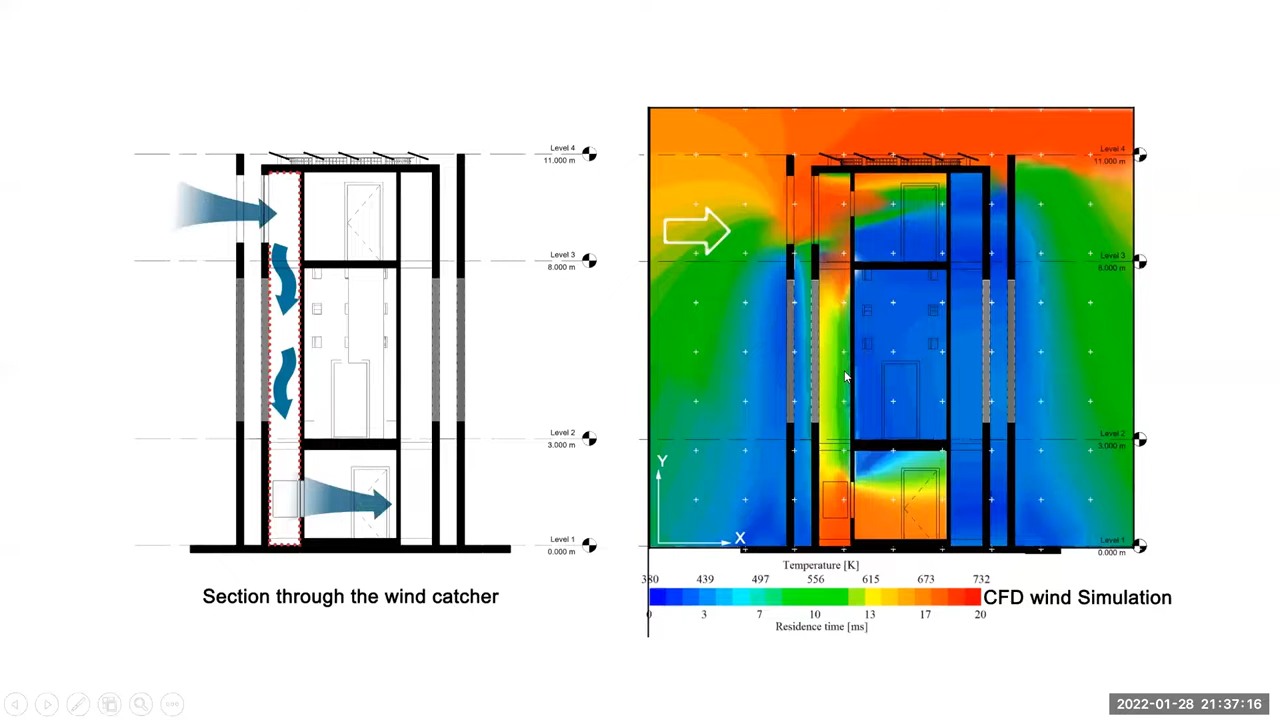 Level 4
11.000 m
Level 3
8.000 m
Level 2
3.000 m
Level 1
0.000 m
Section through the wind catcher
Level 4
11.000 m
Level 3
8.000 m
Level 2
3.000 m
Level 1
0.000 m
Y
X
Temperature [K]
380 439 497 556 615 673 732
0 3 7 10 13 17 20
Residence time [ms]
CFD wind Simulation
2022-01-28 21:37:16